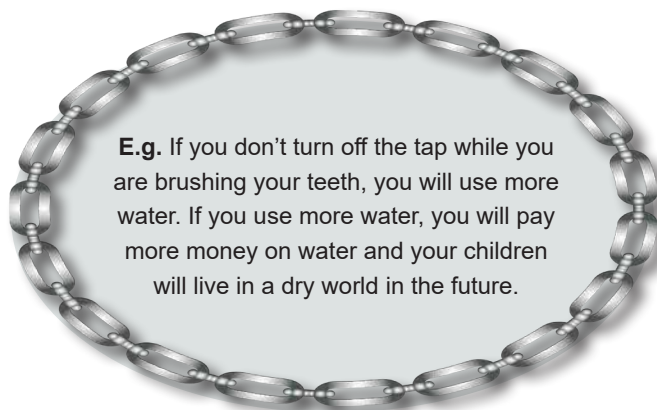 E.g. If you don’t turn off the tap while you
are brushing your teeth, you will use more
water. If you use more water, you will pay
more money on water and your children
will live in a dry world in the future.